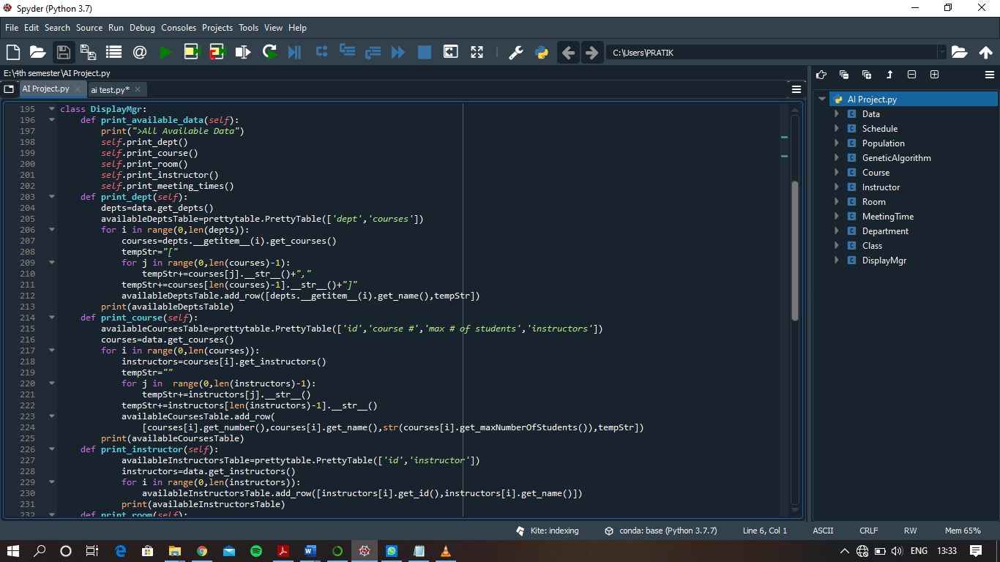 Spyder (Python 3.7)
File Edit Search Source Run Debug Consoles Projects Tools View Help
C:\Users\PRATIK
E:\4th semester\AI Project.py
AI Project.py
ai test.py*
195 class DisplayMgr:
196     def print_available_data(self):
197         print(">All Available Data")
198         self.print_dept()
199         self.print_course()
200         self.print_room()
201         self.print_instructor()
202         self.print_meeting_times()
203     def print_dept(self):
204         depts=data.get_depts()
205         availableDeptsTable=prettytable.PrettyTable(['dept','courses'])
206         for i in range(0,len(depts)):
207             courses=depts.__getitem__(i).get_courses()
208             tempStr="["
209             for j in range(0,len(courses)-1):
210                 tempStr+=courses[j].__str__()+","
211             tempStr+=courses[len(courses)-1].__str__()+"]"
212             availableDeptsTable.add_row([depts.__getitem__(i).get_name(),tempStr])
213         print(availableDeptsTable)
214     def print_course(self):
215         availableCoursesTable=prettytable.PrettyTable(['id','course #','max # of students','instructors'])
216         courses=data.get_courses()
217         for i in range(0,len(courses)):
218             instructors=courses[i].get_instructors()
219             tempStr=""
220             for j in  range(0,len(instructors)-1):
221                 tempStr+=instructors[j].__str__()
222             tempStr+=instructors[len(instructors)-1].__str__()
223             availableCoursesTable.add_row(
224                 [courses[i].get_number(),courses[i].get_name(),str(courses[i].get_maxNumberOfStudents()),tempStr])
225         print(availableCoursesTable)
226     def print_instructor(self):
227             availableInstructorsTable=prettytable.PrettyTable(['id','instructor'])
228             instructors=data.get_instructors()
229             for i in range(0,len(instructors)):
230                 availableInstructorsTable.add_row([instructors[i].get_id(),instructors[i].get_name()])
231             print(availableInstructorsTable)
232     def print_room(self):
AI Project.py
Data
Schedule
Population
GeneticAlgorithm
Course
Instructor
Room
MeetingTime
Department
Class
DisplayMgr
Kite: indexing conda: base (Python 3.7.7) Line 6, Col 1 ASCII CRLF RW Mem 65%
ENG 13:33